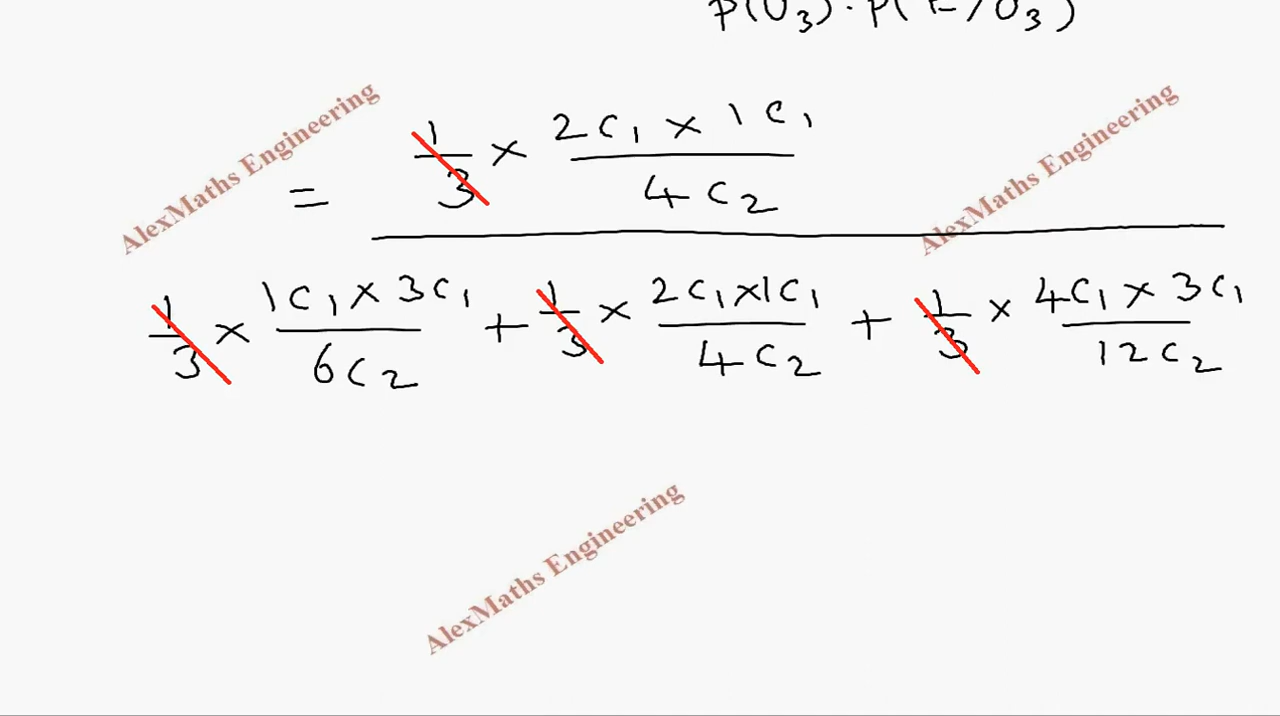 P(U3) · P(E/U3)
= 1/3 × 2C1 × 1C1 / 4C2
1/3 × 1C1 × 3C1 / 6C2 + 1/3 × 2C1 × 1C1 / 4C2 + 1/3 × 4C1 × 3C1 / 12C2
AlexMaths Engineering
AlexMaths Engineering
AlexMaths Engineering